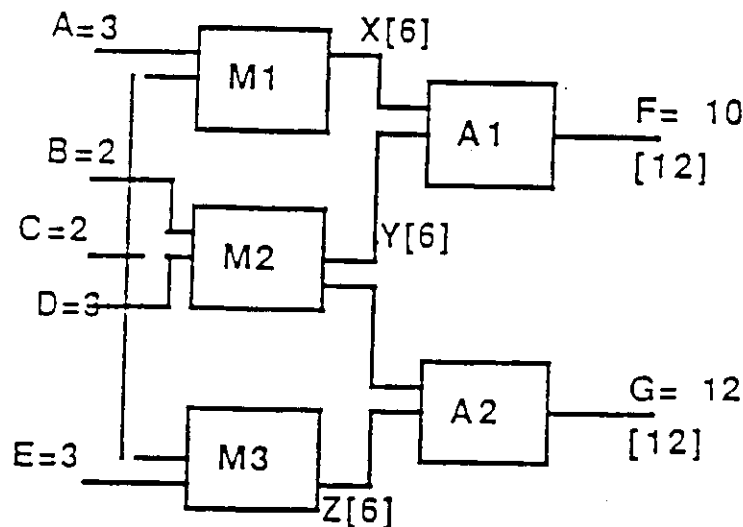 A=3
X[6]
M1
F= 10
A1
[12]
B=2
C=2
M2
Y[6]
D=3
G= 12
A2
[12]
E=3
M3
Z[6]